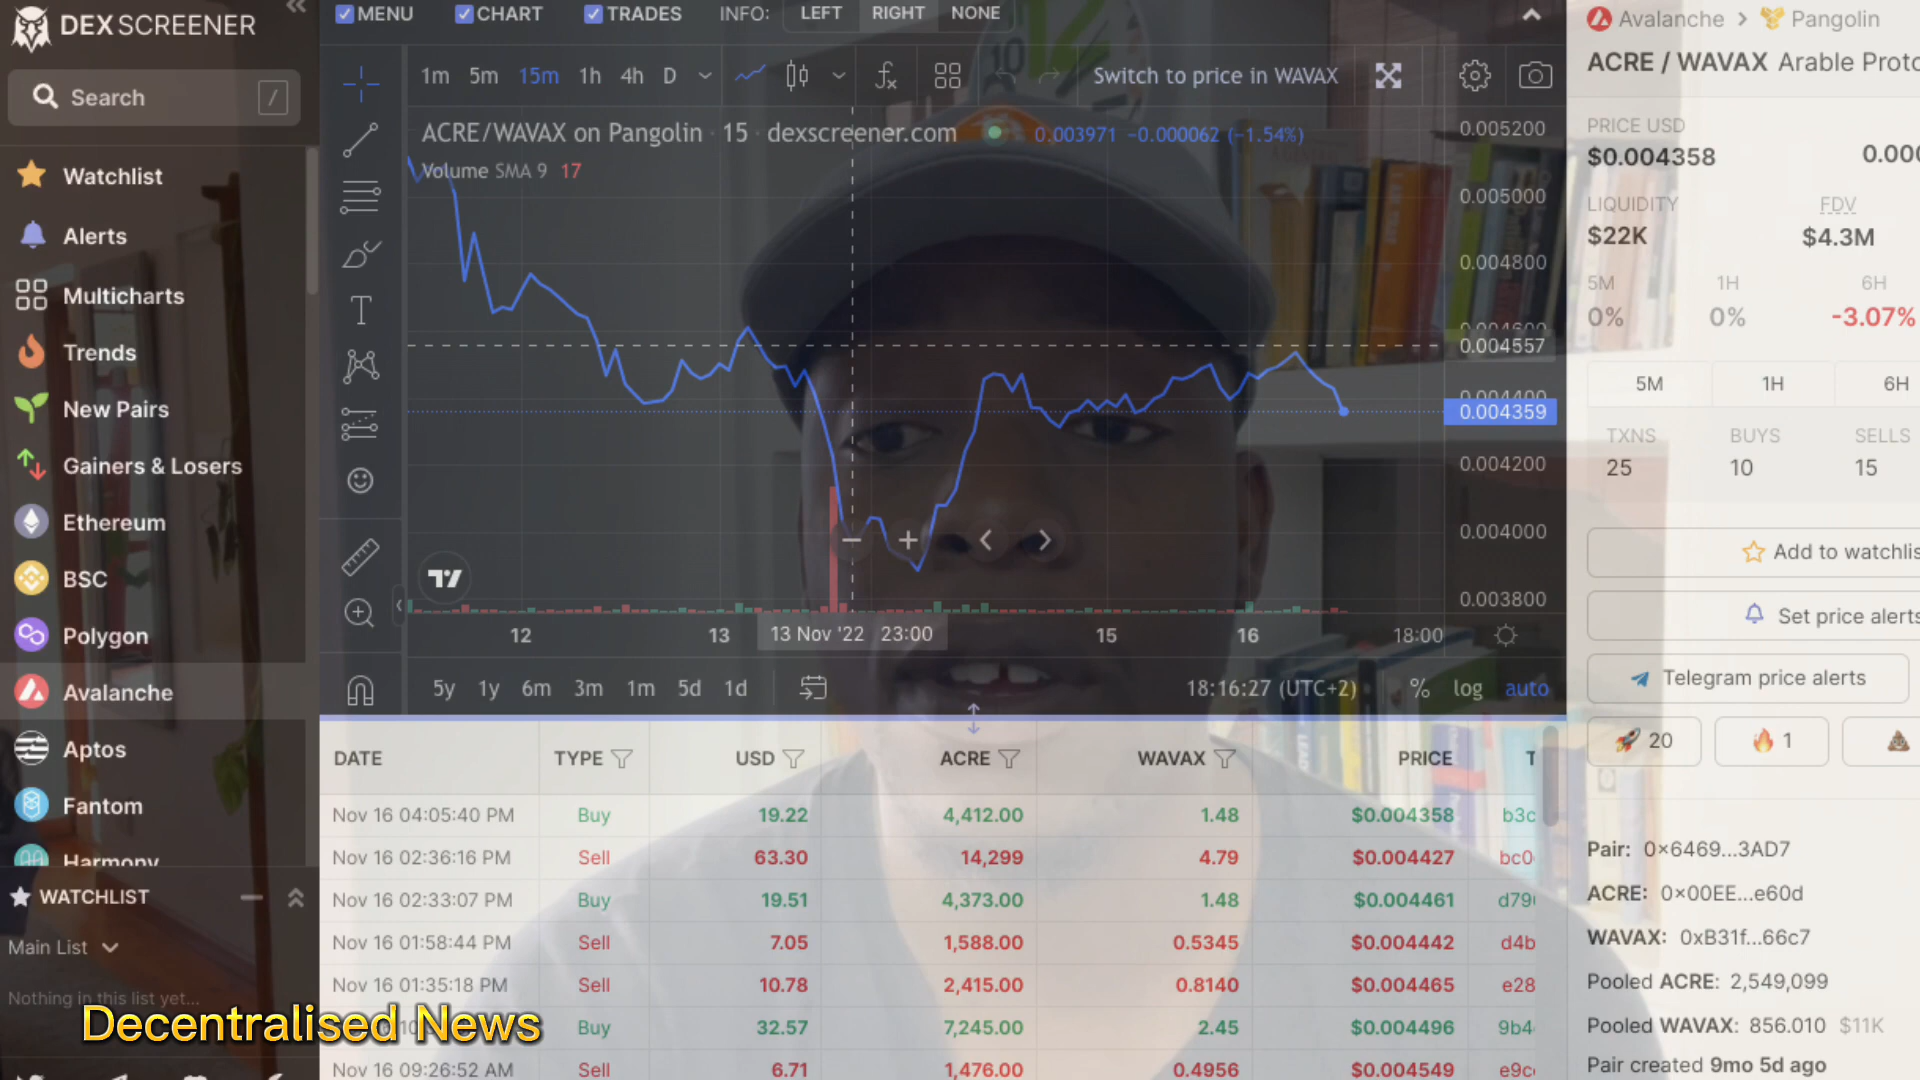 DEX SCREENER
Search /
Watchlist
Alerts
Multicharts
Trends
New Pairs
Gainers & Losers
Ethereum
BSC
Polygon
Avalanche
Aptos
Fantom
Harmony
WATCHLIST
Main List
Nothing in this list yet...
Decentralised News
MENU CHART TRADES INFO: LEFT RIGHT NONE
1m 5m 15m 1h 4h D Switch to price in WAVAX
ACRE/WAVAX on Pangolin · 15 · dexscreener.com 0.003971 −0.000062 (−1.54%)
Volume SMA 9 17
0.005200
0.005000
0.004800
0.004600
0.004557
0.004400
0.004359
0.004200
0.004000
0.003800
12 13 13 Nov '22 23:00 15 16 18:00
5y 1y 6m 3m 1m 5d 1d 18:16:27 (UTC+2) % log auto
DATE TYPE USD ACRE WAVAX PRICE T
Nov 16 04:05:40 PM Buy 19.22 4,412.00 1.48 $0.004358 b3c
Nov 16 02:36:16 PM Sell 63.30 14,299 4.79 $0.004427 bc0
Nov 16 02:33:07 PM Buy 19.51 4,373.00 1.48 $0.004461 d79
Nov 16 01:58:44 PM Sell 7.05 1,588.00 0.5345 $0.004442 d4b
Nov 16 01:35:18 PM Sell 10.78 2,415.00 0.8140 $0.004465 e28
Buy 32.57 7,245.00 2.45 $0.004496 9b4
Nov 16 09:26:52 AM Sell 6.71 1,476.00 0.4956 $0.004549 e9c
Avalanche > Pangolin
ACRE / WAVAX Arable Proto
PRICE USD
$0.004358 0.000
LIQUIDITY FDV
$22K $4.3M
5M 1H 6H
0% 0% -3.07%
5M 1H 6H
TXNS BUYS SELLS
25 10 15
Add to watchlis
Set price alerts
Telegram price alerts
20 1
Pair: 0×6469...3AD7
ACRE: 0×00EE...e60d
WAVAX: 0xB31f...66c7
Pooled ACRE: 2,549,099
Pooled WAVAX: 856.010 $11K
Pair created 9mo 5d ago